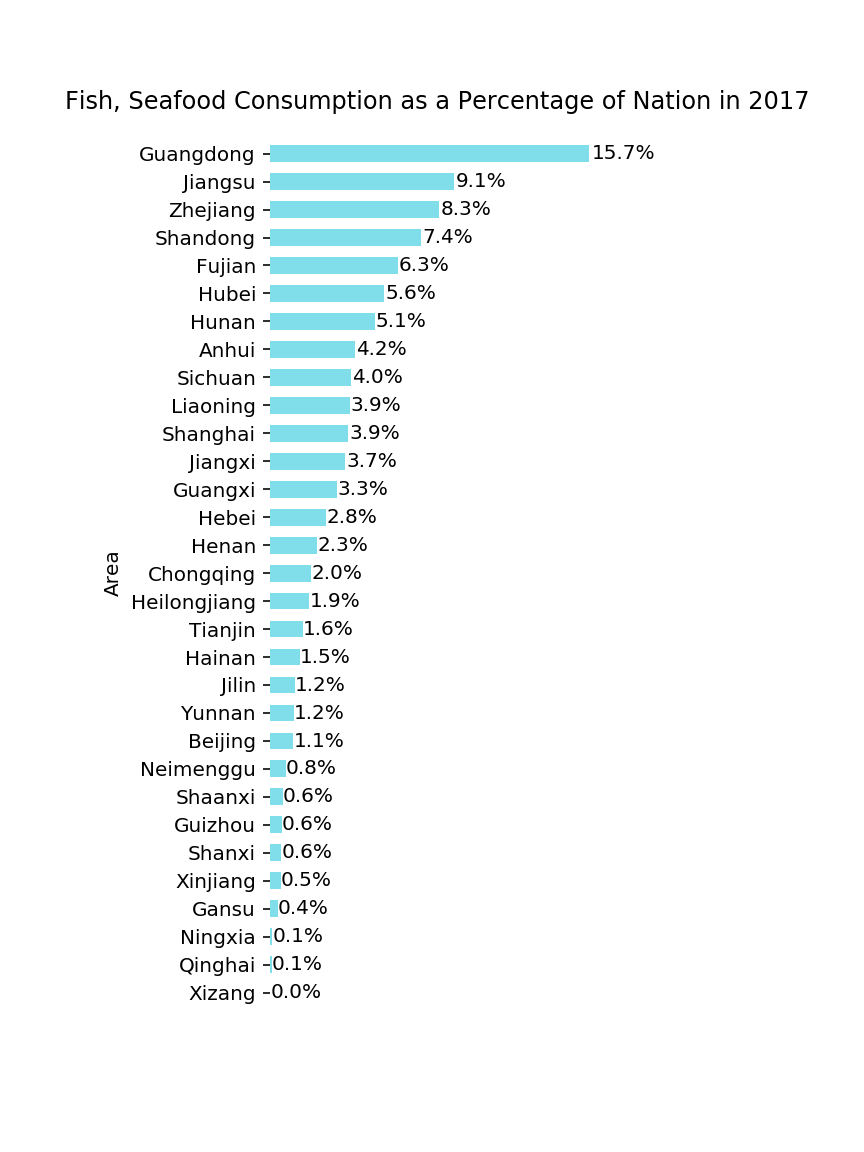 Fish, Seafood Consumption as a Percentage of Nation in 2017
Guangdong 15.7%
Jiangsu 9.1%
Zhejiang 8.3%
Shandong 7.4%
Fujian 6.3%
Hubei 5.6%
Hunan 5.1%
Anhui 4.2%
Sichuan 4.0%
Liaoning 3.9%
Shanghai 3.9%
Jiangxi 3.7%
Guangxi 3.3%
Hebei 2.8%
Henan 2.3%
Area
Chongqing 2.0%
Heilongjiang 1.9%
Tianjin 1.6%
Hainan 1.5%
Jilin 1.2%
Yunnan 1.2%
Beijing 1.1%
Neimenggu 0.8%
Shaanxi 0.6%
Guizhou 0.6%
Shanxi 0.6%
Xinjiang 0.5%
Gansu 0.4%
Ningxia 0.1%
Qinghai 0.1%
Xizang 0.0%